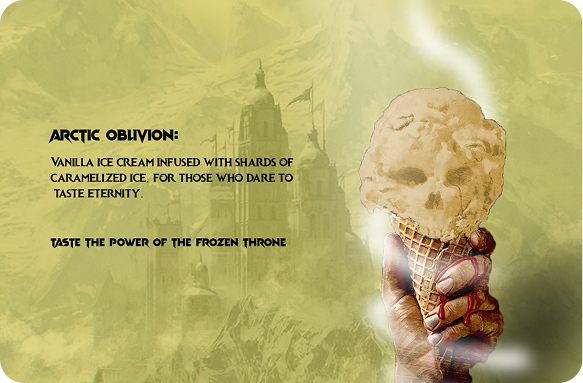 ARCTIC OBLIVION:
VANILLA ICE CREAM INFUSED WITH SHARDS OF
CARAMELIZED ICE, FOR THOSE WHO DARE TO
TASTE ETERNITY.
TASTE THE POWER OF THE FROZEN THRONE